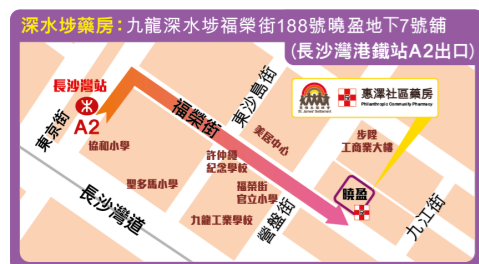 深水埗藥房：九龍深水埗福榮街188號曉盈地下7號舖
(長沙灣港鐵站A2出口)
長沙灣站
A2
東京街
福榮街
東沙島街
美居中心
St. James' Settlement
惠澤社區藥房
Philanthropic Community Pharmacy
步陞
工商業大樓
協和小學
許仲繩
紀念學校
聖多馬小學
福榮街
官立小學
曉盈
長沙灣道
九龍工業學校
營盤街
九江街